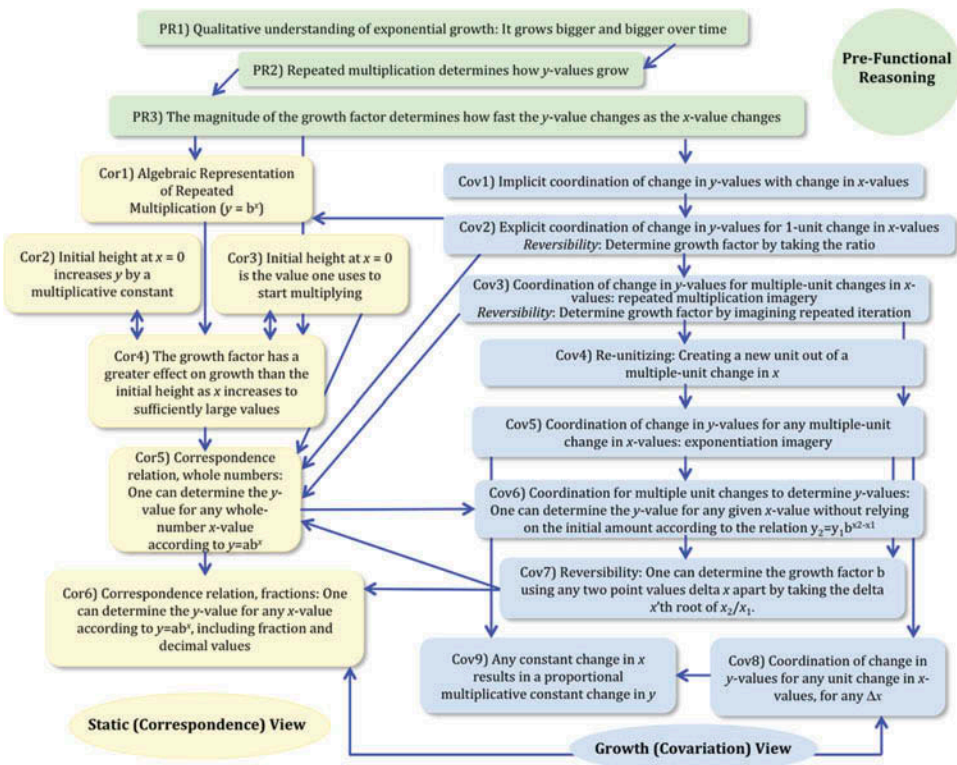 PR1) Qualitative understanding of exponential growth: It grows bigger and bigger over time
PR2) Repeated multiplication determines how y-values grow
Pre-Functional
Reasoning
PR3) The magnitude of the growth factor determines how fast the y-value changes as the x-value changes
Cor1) Algebraic Representation
of Repeated
Multiplication (y = bˣ)
Cov1) Implicit coordination of change in y-values with change in x-values
Cov2) Explicit coordination of change in y-values for 1-unit change in x-values
Reversibility: Determine growth factor by taking the ratio
Cor2) Initial height at x = 0
increases y by a
multiplicative constant
Cor3) Initial height at x = 0
is the value one uses to
start multiplying
Cov3) Coordination of change in y-values for multiple-unit changes in x-
values: repeated multiplication imagery
Reversibility: Determine growth factor by imagining repeated iteration
Cor4) The growth factor has a
greater effect on growth than the
initial height as x increases to
sufficiently large values
Cov4) Re-unitizing: Creating a new unit out of a
multiple-unit change in x
Cov5) Coordination of change in y-values for any multiple-unit
change in x-values: exponentiation imagery
Cor5) Correspondence
relation, whole numbers:
One can determine the y-
value for any whole-
number x-value
according to y=abˣ
Cov6) Coordination for multiple unit changes to determine y-values:
One can determine the y-value for any given x-value without relying
on the initial amount according to the relation y₂=y₁b^x2-x1
Cov7) Reversibility: One can determine the growth factor b
using any two point values delta x apart by taking the delta
x'th root of x₂/x₁.
Cor6) Correspondence relation, fractions: One
can determine the y-value for any x-value
according to y=abˣ, including fraction and
decimal values
Cov9) Any constant change in x
results in a proportional
multiplicative constant change in y
Cov8) Coordination of change in
y-values for any unit change in x-
values, for any Δx
Static (Correspondence) View
Growth (Covariation) View